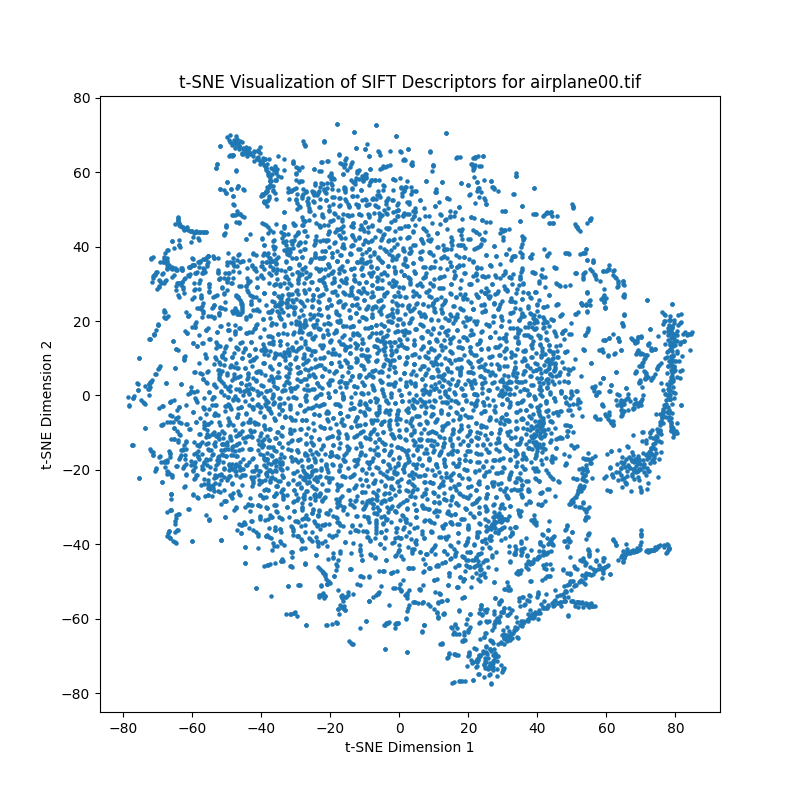 t-SNE Visualization of SIFT Descriptors for airplane00.tif
80
60
40
20
0
−20
−40
−60
−80
t-SNE Dimension 2
−80 −60 −40 −20 0 20 40 60 80
t-SNE Dimension 1